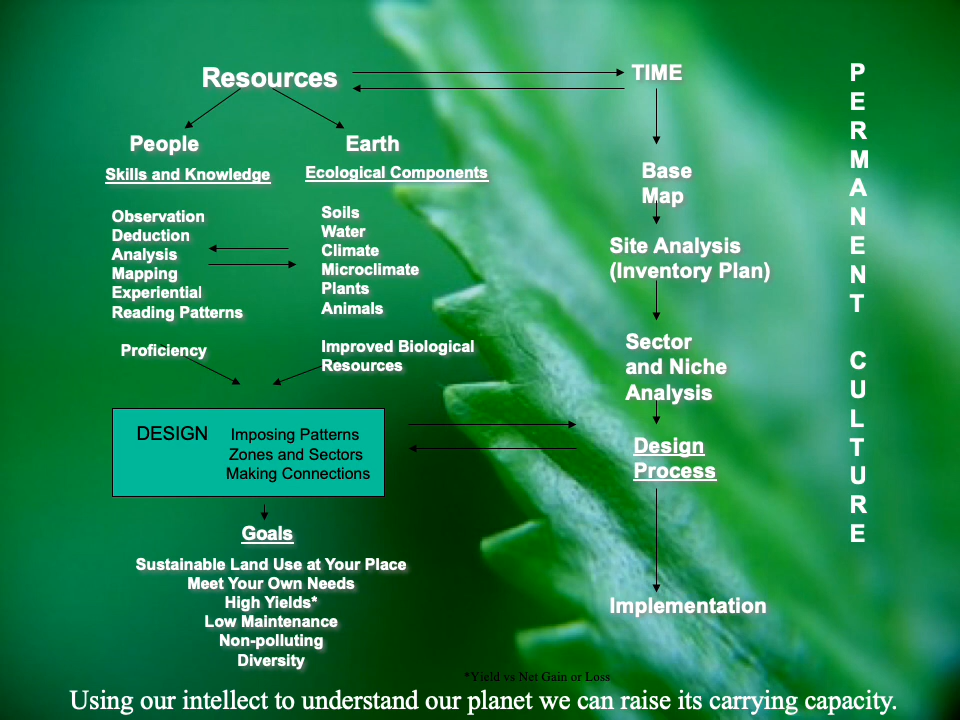 Resources
TIME
People
Earth
Skills and Knowledge
Ecological Components
Observation
Deduction
Analysis
Mapping
Experiential
Reading Patterns
Proficiency
Soils
Water
Climate
Microclimate
Plants
Animals
Improved Biological
Resources
DESIGN Imposing Patterns
Zones and Sectors
Making Connections
Goals
Sustainable Land Use at Your Place
Meet Your Own Needs
High Yields*
Low Maintenance
Non-polluting
Diversity
Base
Map
Site Analysis
(Inventory Plan)
Sector
and Niche
Analysis
Design
Process
Implementation
P
E
R
M
A
N
E
N
T
C
U
L
T
U
R
E
*Yield vs Net Gain or Loss
Using our intellect to understand our planet we can raise its carrying capacity.